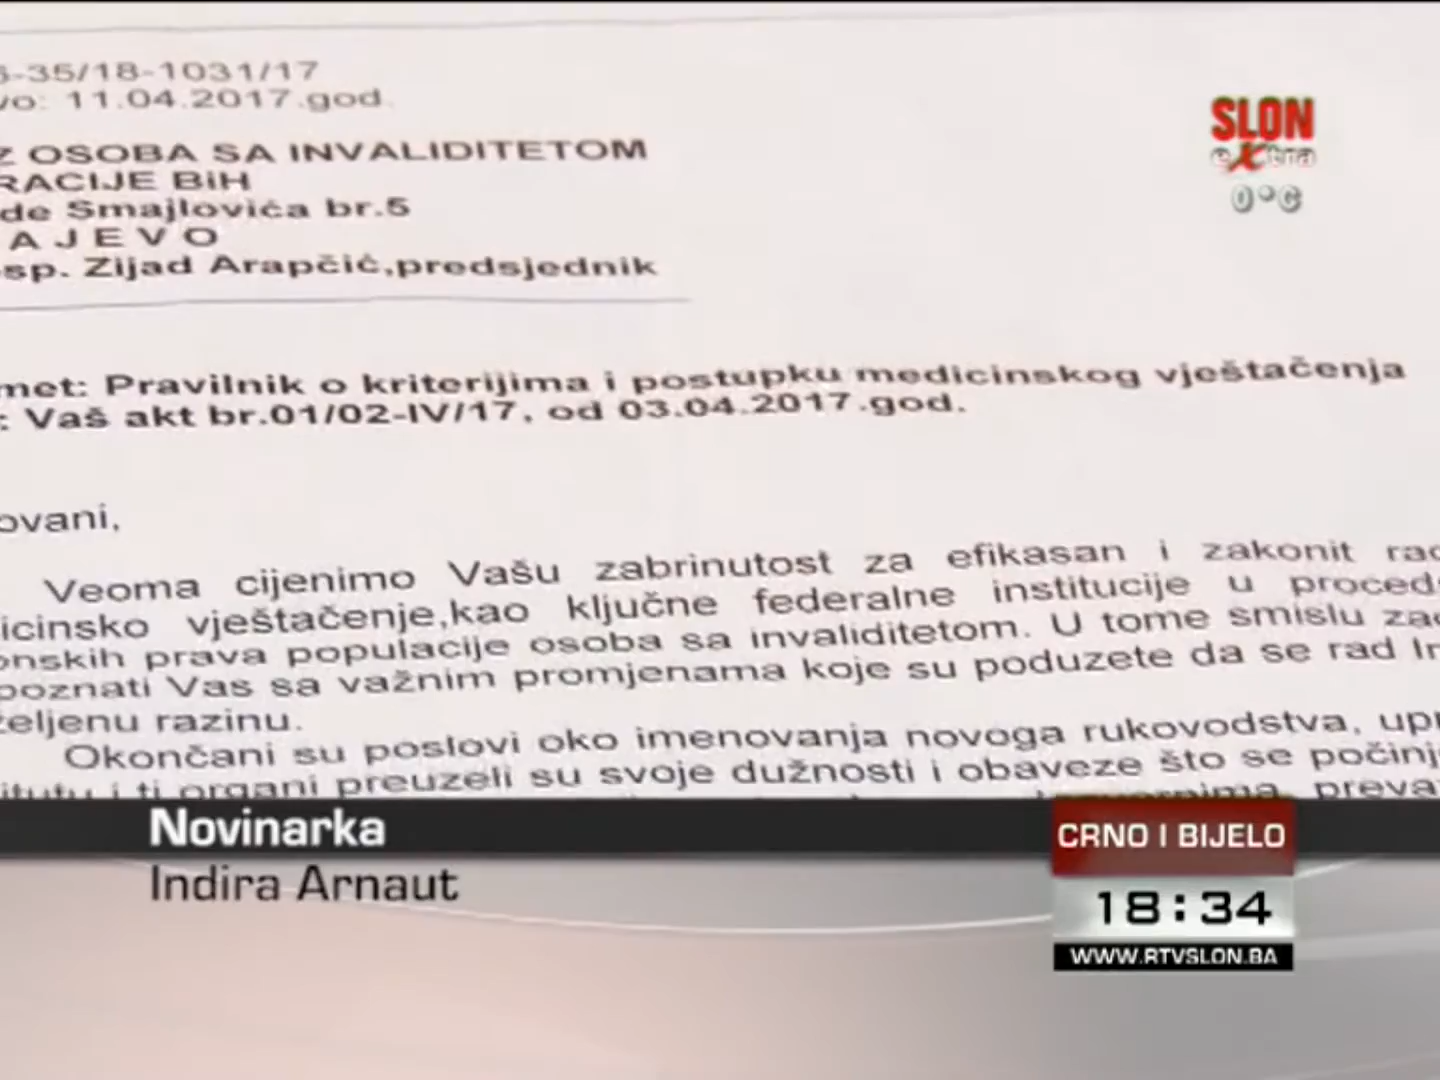 -35/18-1031/17
vo: 11.04.2017.god.
Z OSOBA SA INVALIDITETOM
RACIJE BiH
de Smajlovića br.5
A J E V O
sp. Zijad Arapčić,predsjednik
met: Pravilnik o kriterijima i postupku medicinskog vještačenja
: Vaš akt br.01/02-IV/17, od 03.04.2017.god.
ovani,
Veoma cijenimo Vašu zabrinutost za efikasan i zakonit rad
icinsko vještačenje,kao ključne federalne institucije u proced
onskih prava populacije osoba sa invaliditetom. U tome smislu za
poznati Vas sa važnim promjenama koje su poduzete da se rad In
željenu razinu.
Okončani su poslovi oko imenovanja novoga rukovodstva, up
itutu i ti organi preuzeli su svoje dužnosti i obaveze što se počinj
SLON
extra
0°C
Novinarka
Indira Arnaut
CRNO I BIJELO
18:34
WWW.RTVSLON.BA